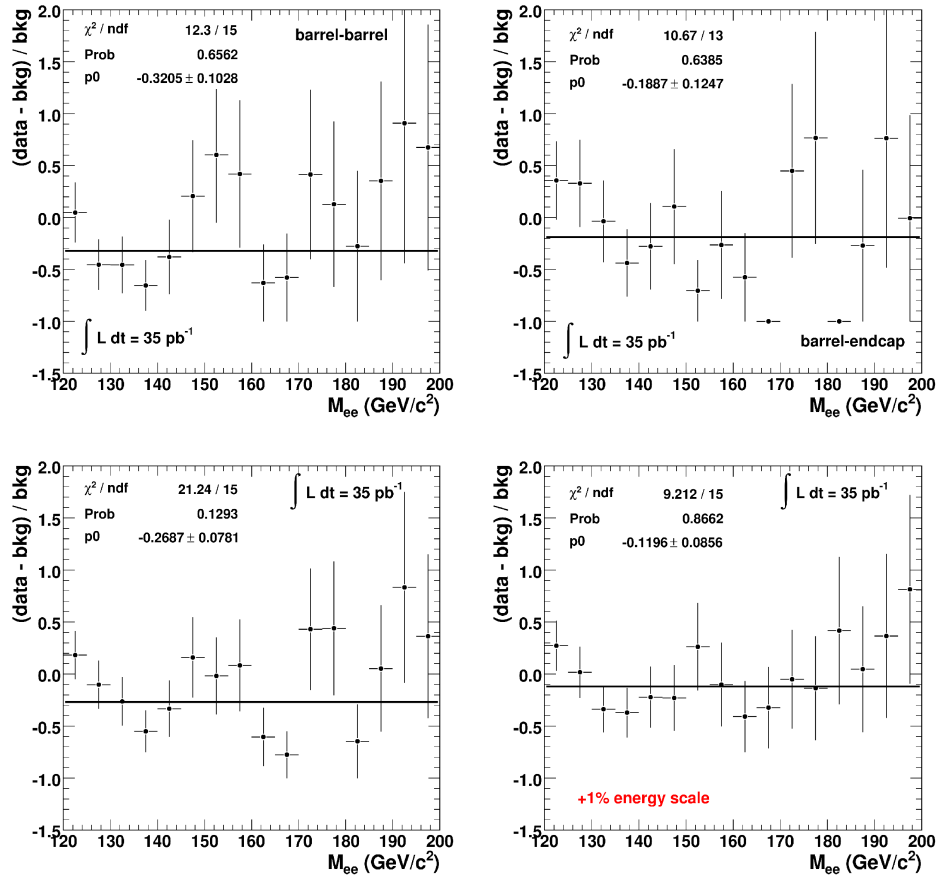 (data - bkg) / bkg
χ² / ndf 12.3 / 15
Prob 0.6562
p0 -0.3205 ± 0.1028
barrel-barrel
∫ L dt = 35 pb⁻¹
2.0
1.5
1.0
0.5
0.0
-0.5
-1.0
-1.5
120 130 140 150 160 170 180 190 200
M_ee (GeV/c²)
(data - bkg) / bkg
χ² / ndf 10.67 / 13
Prob 0.6385
p0 -0.1887 ± 0.1247
∫ L dt = 35 pb⁻¹
barrel-endcap
2.0
1.5
1.0
0.5
0.0
-0.5
-1.0
-1.5
120 130 140 150 160 170 180 190 200
M_ee (GeV/c²)
(data - bkg) / bkg
χ² / ndf 21.24 / 15
Prob 0.1293
p0 -0.2687 ± 0.0781
∫ L dt = 35 pb⁻¹
2.0
1.5
1.0
0.5
0.0
-0.5
-1.0
-1.5
120 130 140 150 160 170 180 190 200
M_ee (GeV/c²)
(data - bkg) / bkg
χ² / ndf 9.212 / 15
Prob 0.8662
p0 -0.1196 ± 0.0856
∫ L dt = 35 pb⁻¹
+1% energy scale
2.0
1.5
1.0
0.5
0.0
-0.5
-1.0
-1.5
120 130 140 150 160 170 180 190 200
M_ee (GeV/c²)